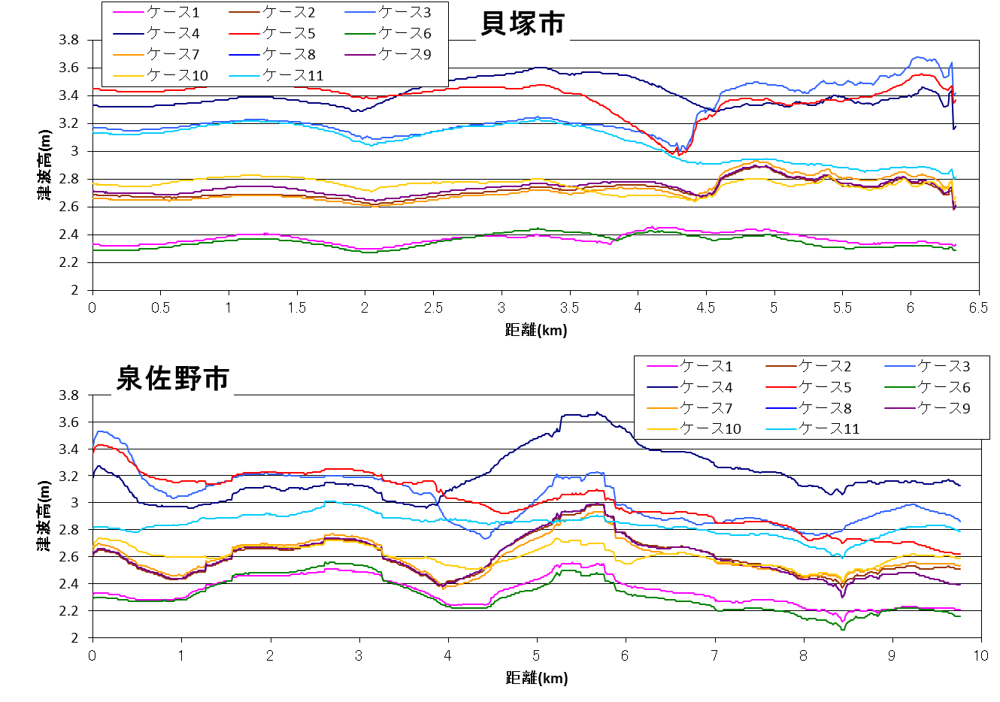 ケース1 ケース2 ケース3
貝塚市
ケース4 ケース5 ケース6
ケース7 ケース8 ケース9
ケース10 ケース11
3.8
3.6
3.4
3.2
3
2.8
2.6
2.4
2.2
2
津波高(m)
0 0.5 1 1.5 2 2.5 3 3.5 4 4.5 5 5.5 6 6.5
距離(km)
泉佐野市
ケース1 ケース2 ケース3
ケース4 ケース5 ケース6
ケース7 ケース8 ケース9
ケース10 ケース11
3.8
3.6
3.4
3.2
3
2.8
2.6
2.4
2.2
2
津波高(m)
0 1 2 3 4 5 6 7 8 9 10
距離(km)